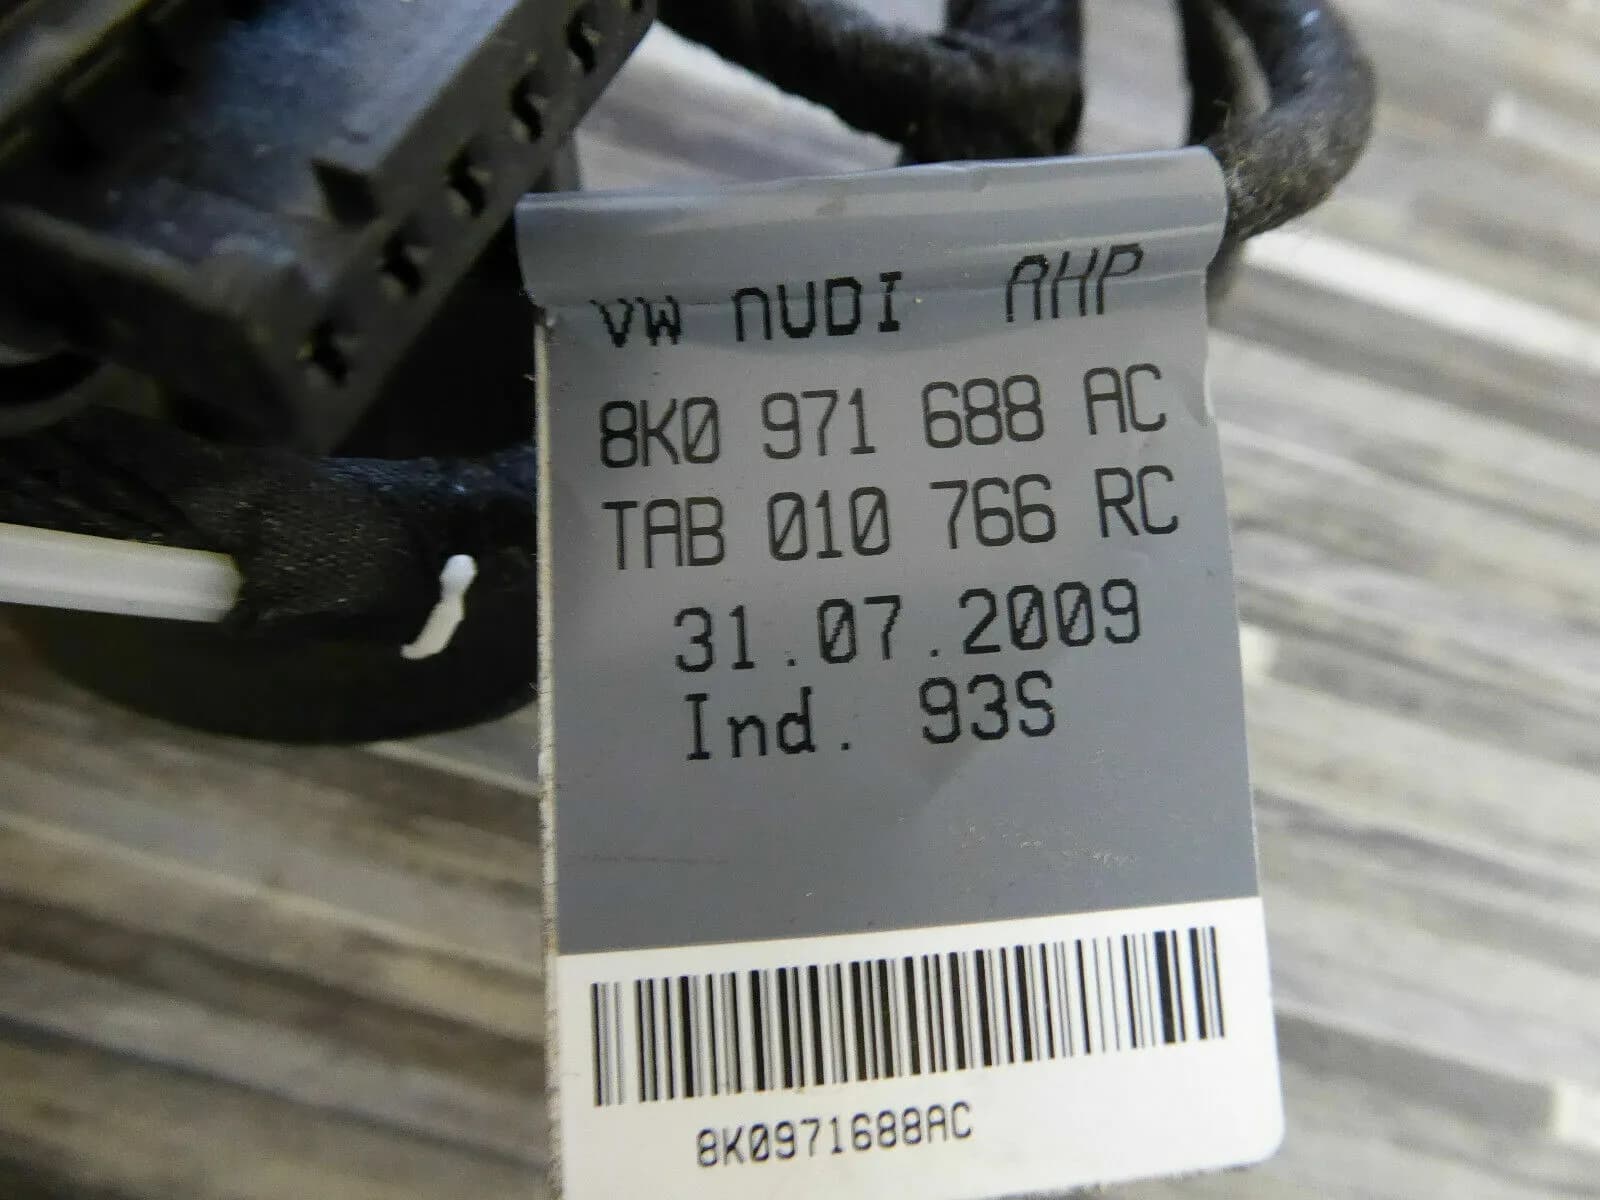 VW NUDI AHP
8K0 971 688 AC
TAB 010 766 RC
31.07.2009
Ind. 93S
8K0971688AC